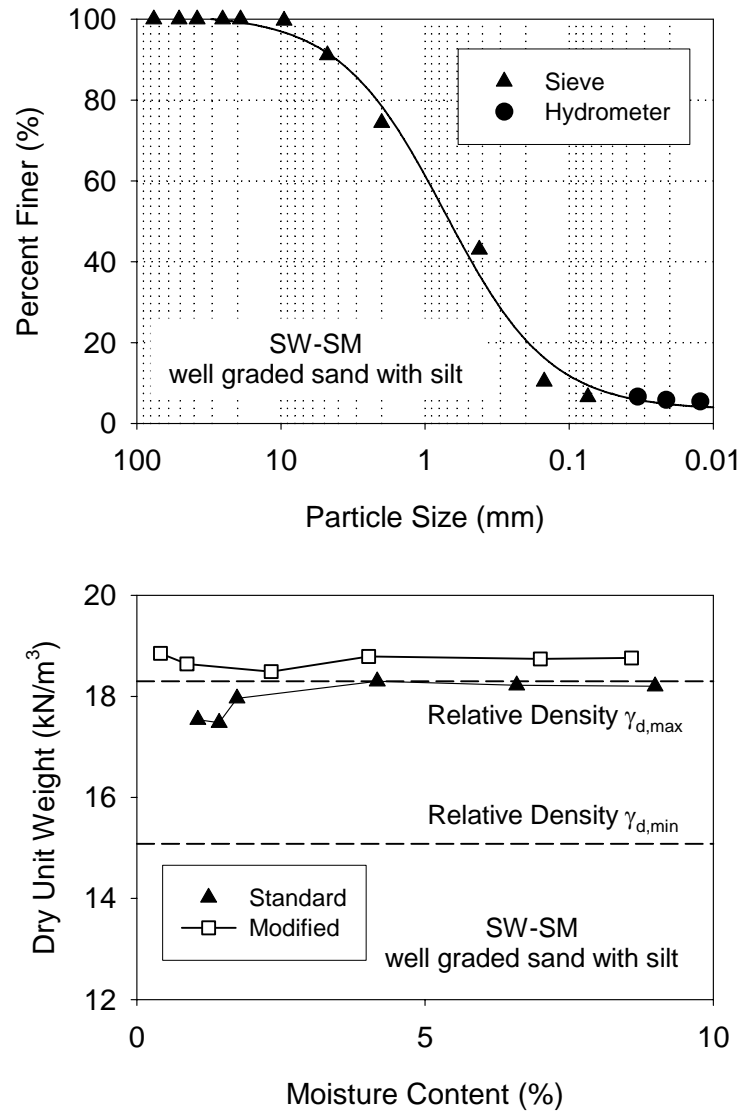 100
80
60
40
20
0
Percent Finer (%)
Sieve
Hydrometer
SW-SM
well graded sand with silt
100
10
1
0.1
0.01
Particle Size (mm)
20
18
16
14
12
Dry Unit Weight (kN/m³)
Relative Density γd,max
Relative Density γd,min
Standard
Modified
SW-SM
well graded sand with silt
0
5
10
Moisture Content (%)